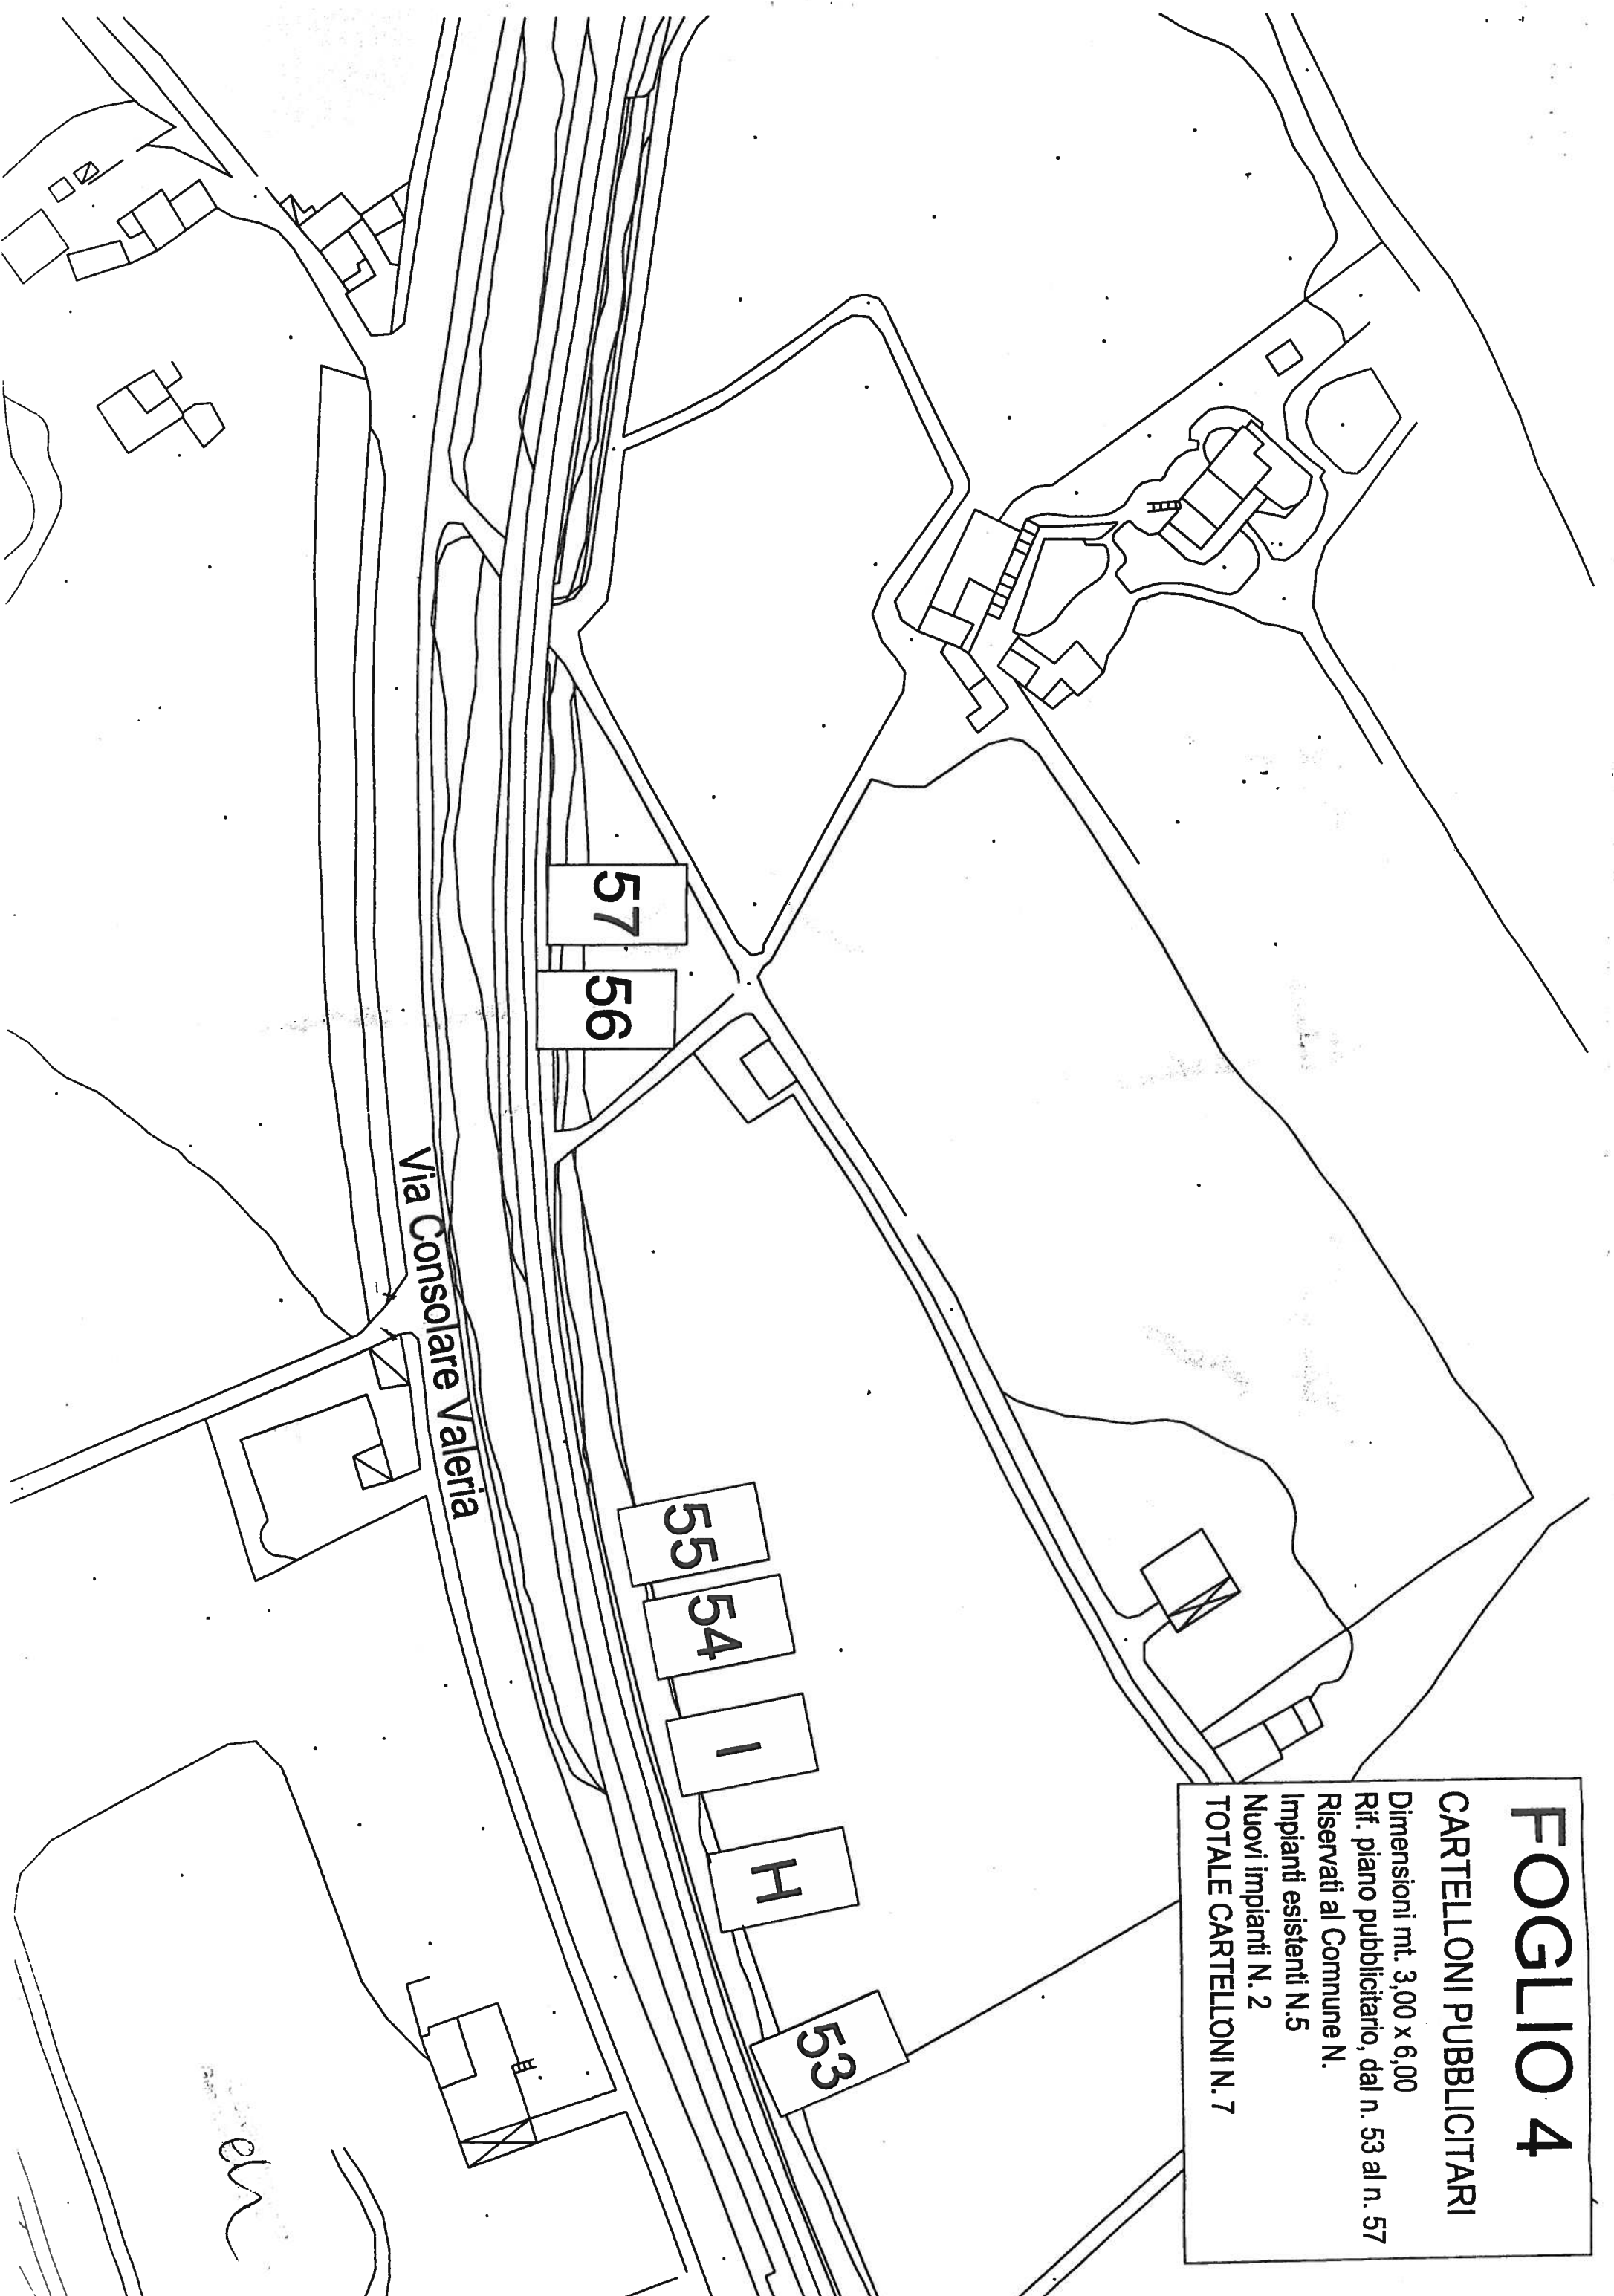 FOGLIO 4
CARTELLONI PUBBLICITARI
Dimensioni mt. 3,00 x 6,00
Rif. piano pubblicitario, dal n. 53 al n. 57
Riservati al Commune N.
Impianti esistenti N.5
Nuovi impianti N. 2
TOTALE CARTELLONI N. 7
57
56
55
54
I
H
53
Via Consolare Valeria